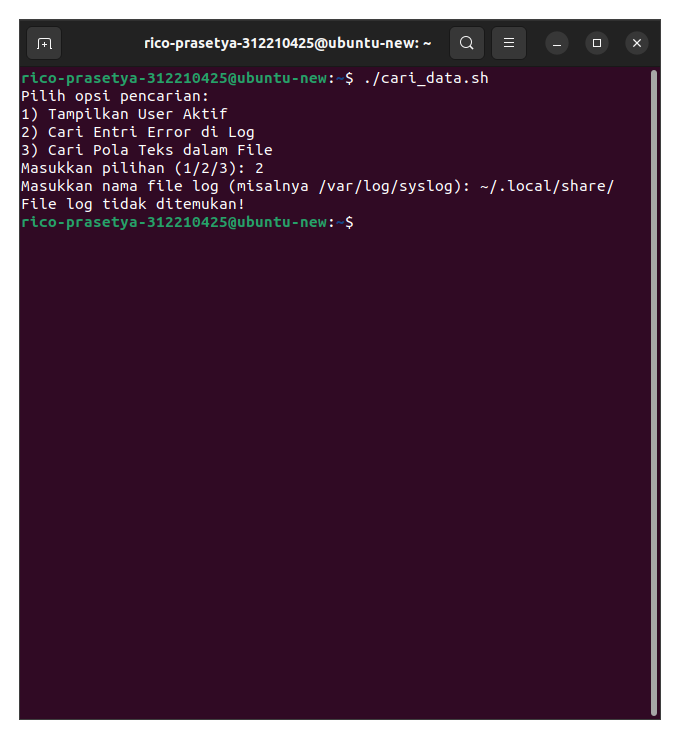 rico-prasetya-312210425@ubuntu-new: ~
rico-prasetya-312210425@ubuntu-new:~$ ./cari_data.sh
Pilih opsi pencarian:
1) Tampilkan User Aktif
2) Cari Entri Error di Log
3) Cari Pola Teks dalam File
Masukkan pilihan (1/2/3): 2
Masukkan nama file log (misalnya /var/log/syslog): ~/.local/share/
File log tidak ditemukan!
rico-prasetya-312210425@ubuntu-new:~$